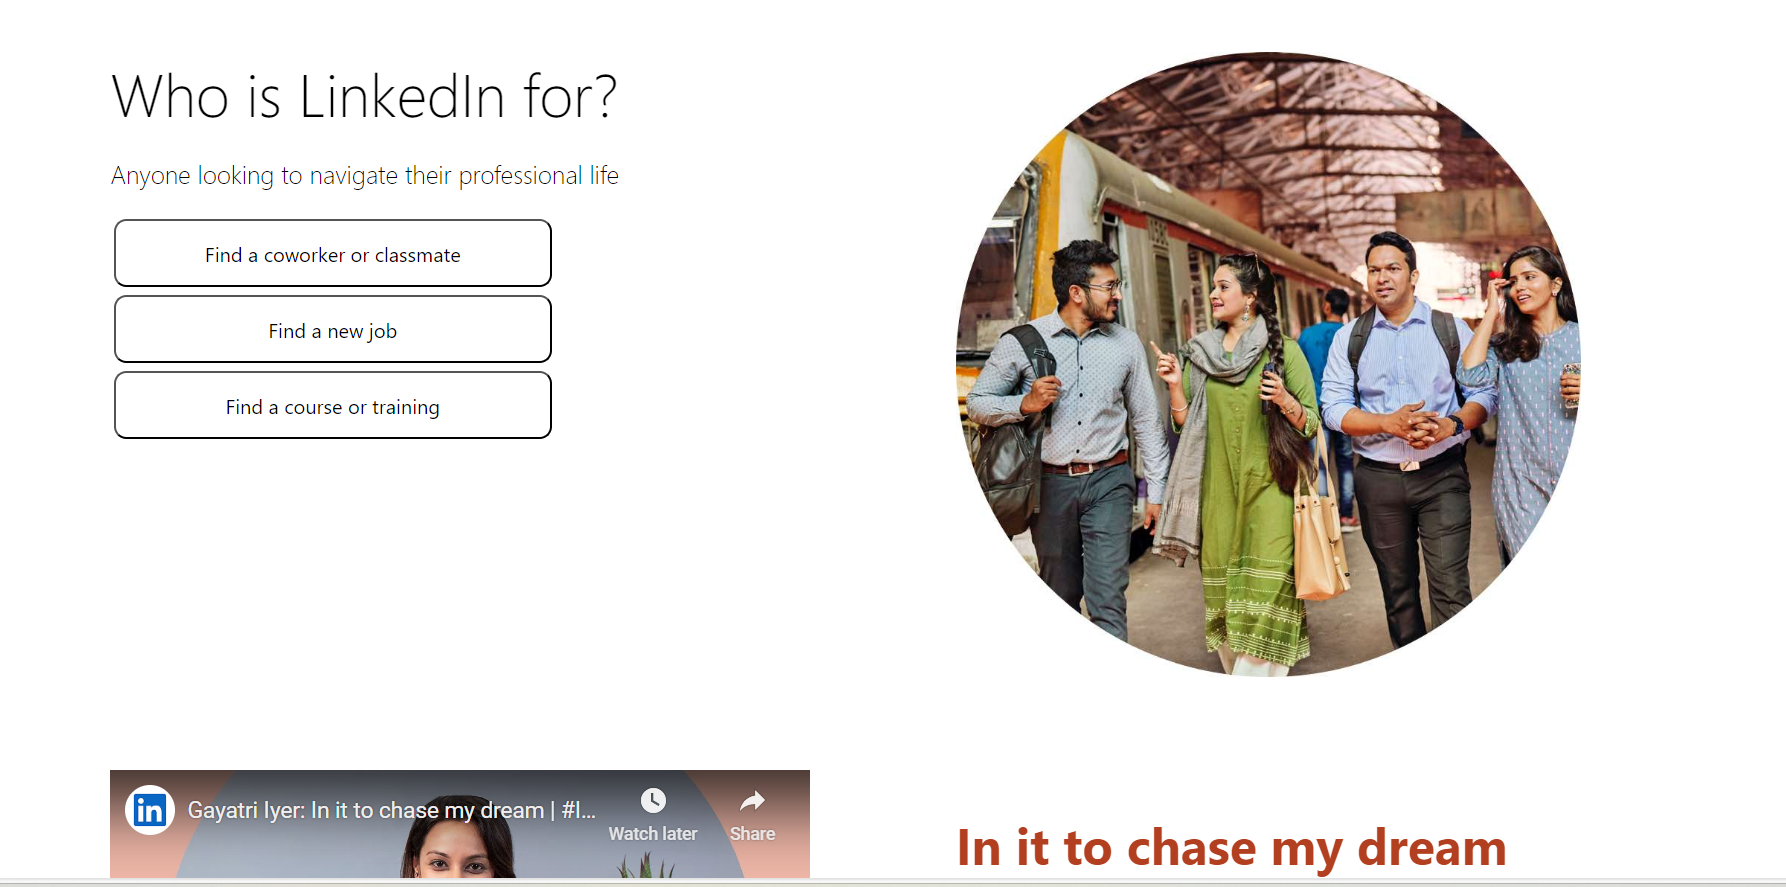 Who is LinkedIn for?
Anyone looking to navigate their professional life
Find a coworker or classmate
Find a new job
Find a course or training
in
Gayatri Iyer: In it to chase my dream | #I...
Watch later
Share
In it to chase my dream